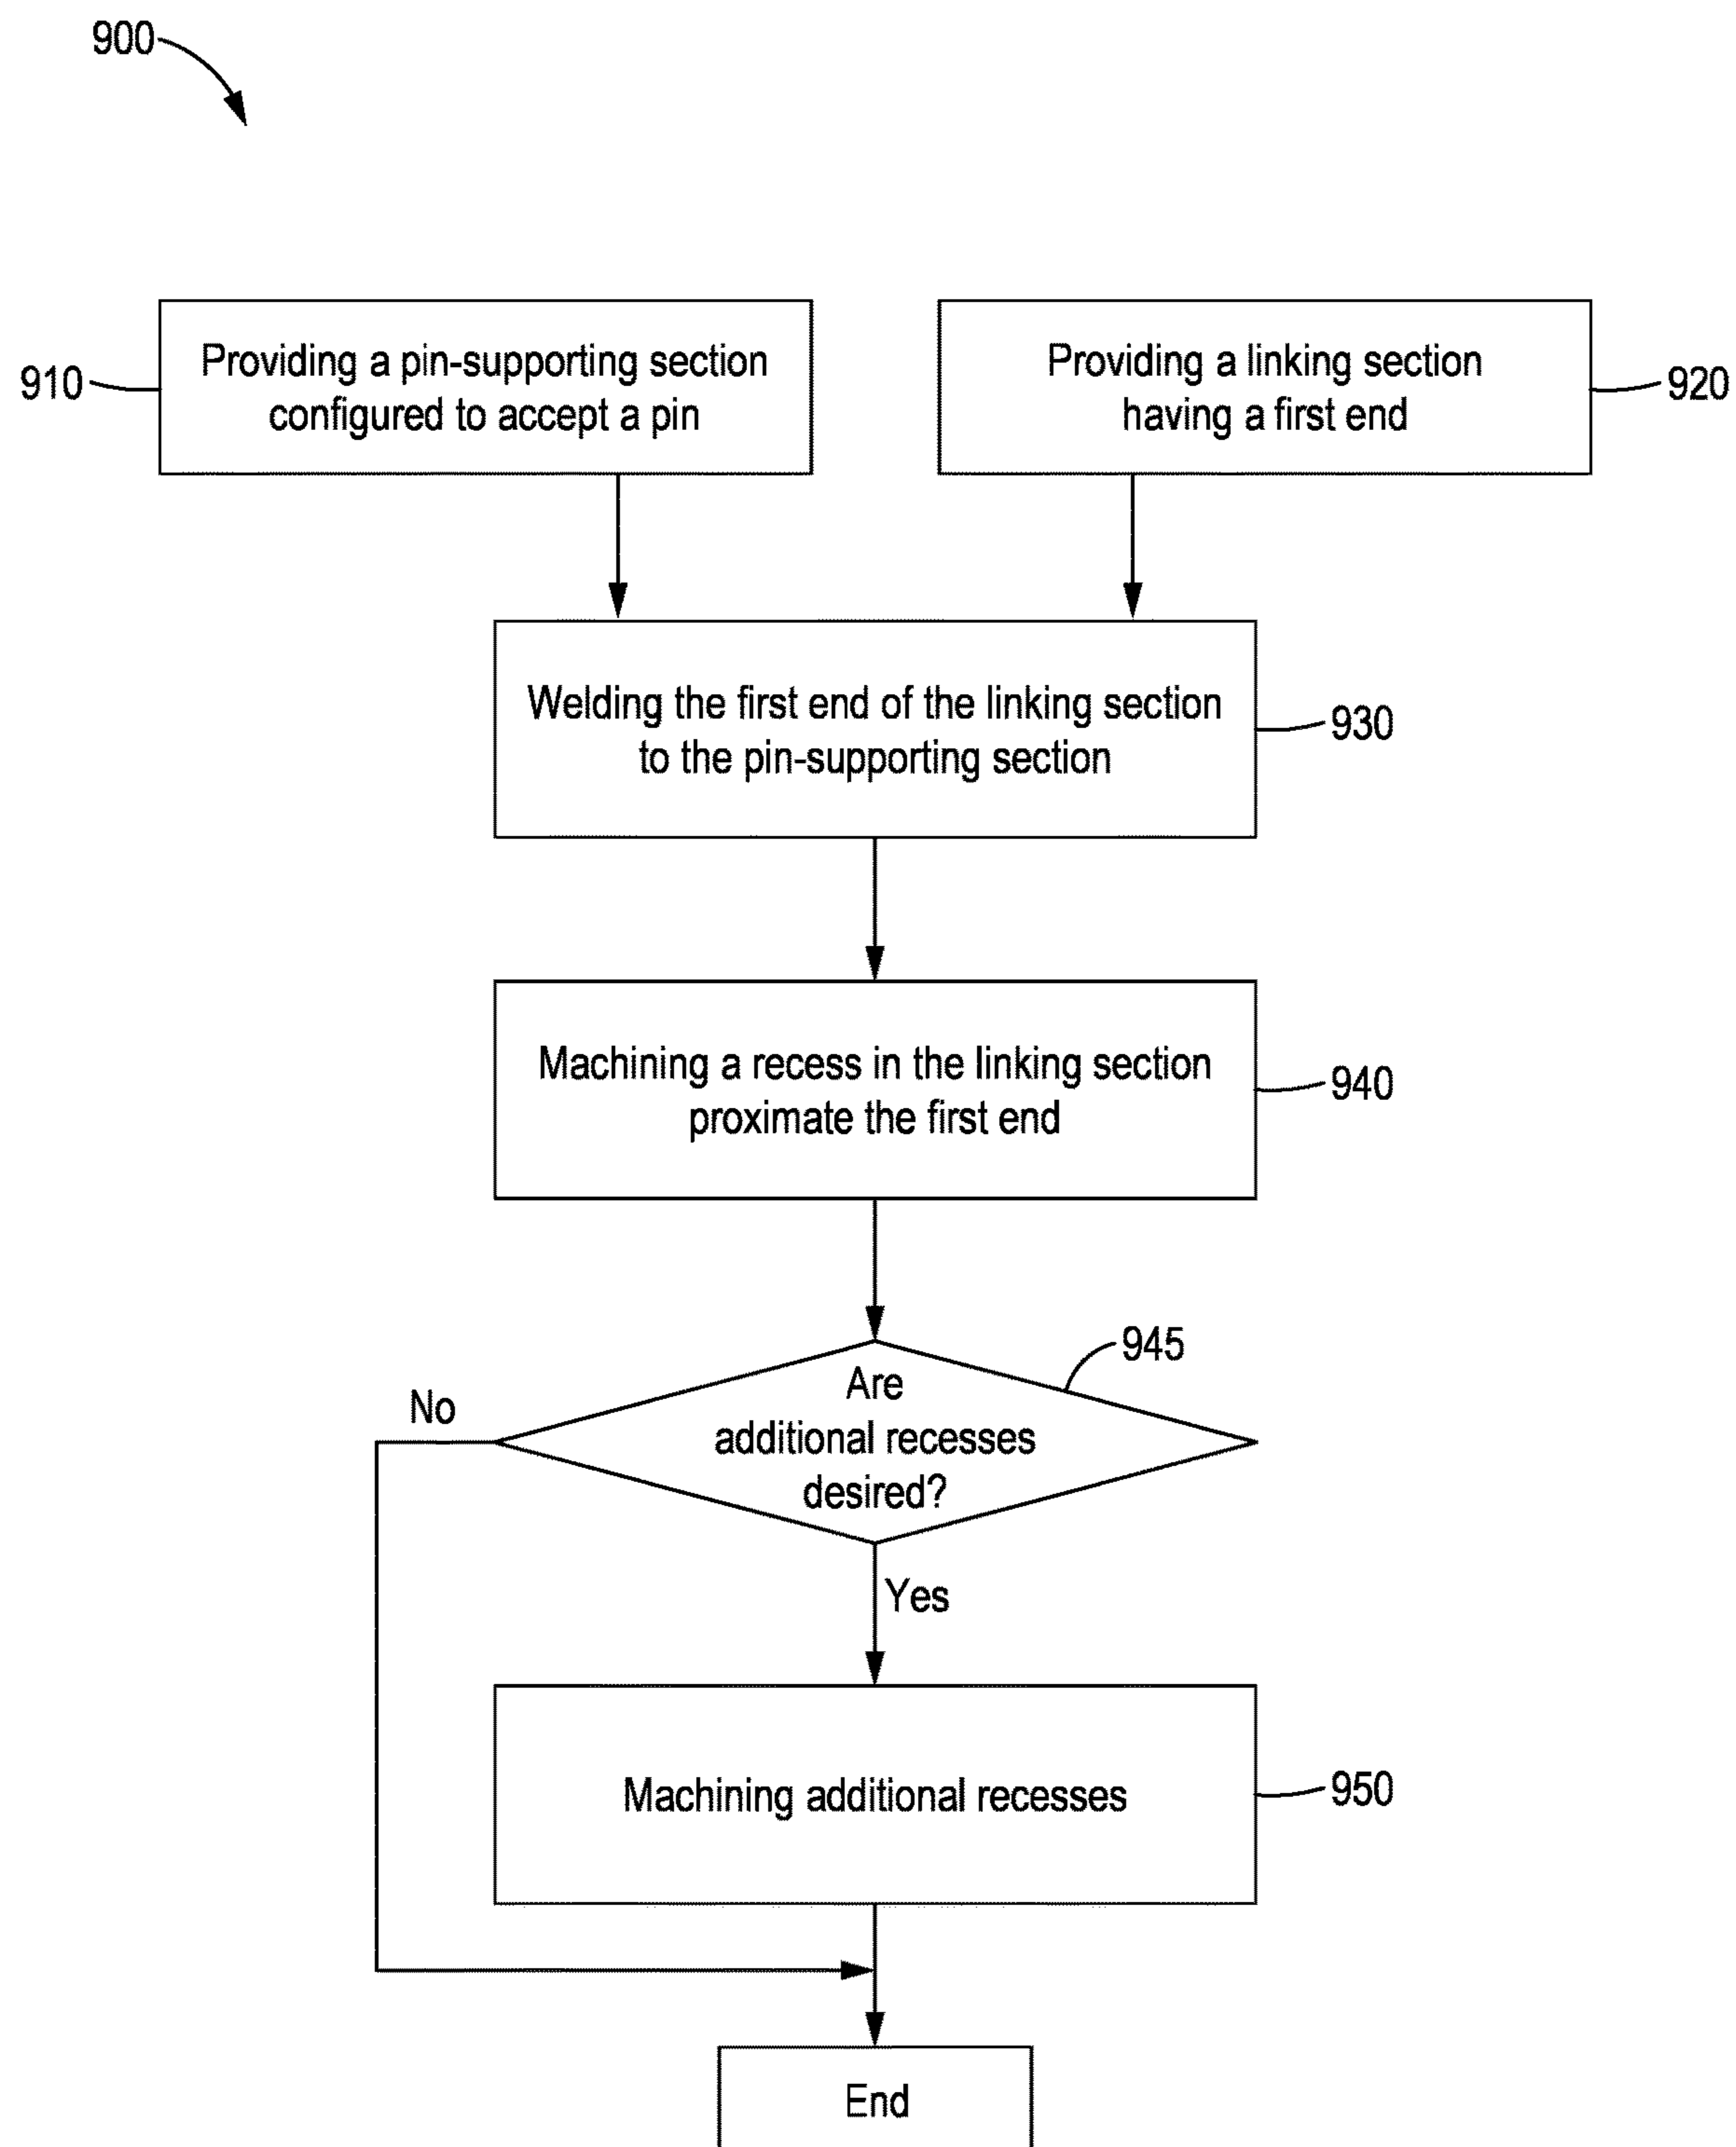 900
Providing a pin-supporting section
configured to accept a pin
910
Providing a linking section
having a first end
920
Welding the first end of the linking section
to the pin-supporting section
930
Machining a recess in the linking section
proximate the first end
940
945
Are
additional recesses
desired?
No
Yes
Machining additional recesses
950
End